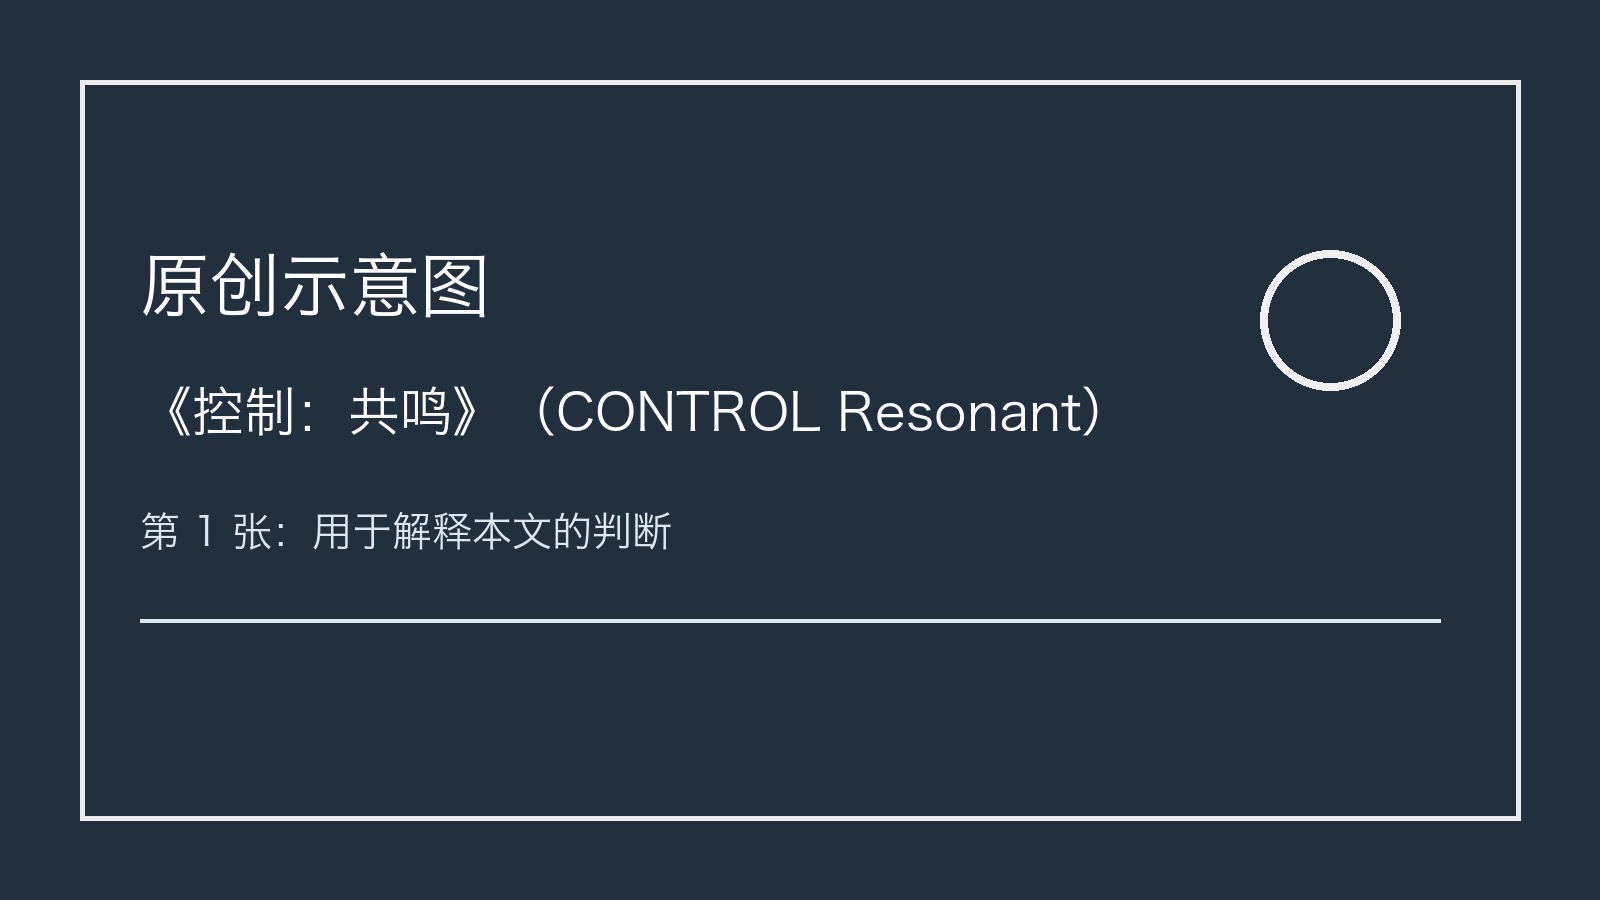 原创示意图
《控制：共鸣》（CONTROL Resonant）
第 1 张：用于解释本文的判断